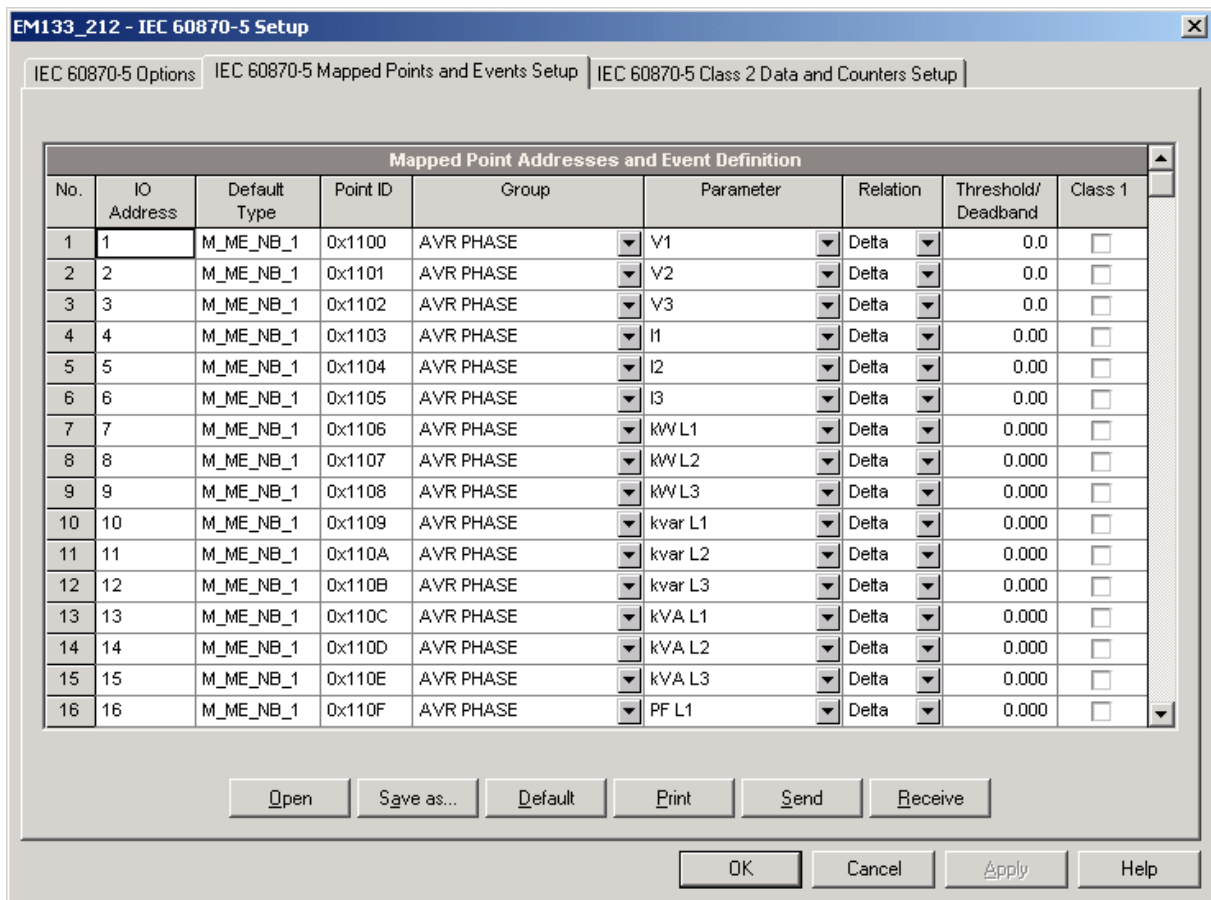 EM133_212 - IEC 60870-5 Setup
IEC 60870-5 Options IEC 60870-5 Mapped Points and Events Setup IEC 60870-5 Class 2 Data and Counters Setup
Mapped Point Addresses and Event Definition
No. IO Address Default Type Point ID Group Parameter Relation Threshold/ Deadband Class 1
1 1 M_ME_NB_1 0x1100 AVR PHASE V1 Delta 0.0
2 2 M_ME_NB_1 0x1101 AVR PHASE V2 Delta 0.0
3 3 M_ME_NB_1 0x1102 AVR PHASE V3 Delta 0.0
4 4 M_ME_NB_1 0x1103 AVR PHASE I1 Delta 0.00
5 5 M_ME_NB_1 0x1104 AVR PHASE I2 Delta 0.00
6 6 M_ME_NB_1 0x1105 AVR PHASE I3 Delta 0.00
7 7 M_ME_NB_1 0x1106 AVR PHASE kW L1 Delta 0.000
8 8 M_ME_NB_1 0x1107 AVR PHASE kW L2 Delta 0.000
9 9 M_ME_NB_1 0x1108 AVR PHASE kW L3 Delta 0.000
10 10 M_ME_NB_1 0x1109 AVR PHASE kvar L1 Delta 0.000
11 11 M_ME_NB_1 0x110A AVR PHASE kvar L2 Delta 0.000
12 12 M_ME_NB_1 0x110B AVR PHASE kvar L3 Delta 0.000
13 13 M_ME_NB_1 0x110C AVR PHASE kVA L1 Delta 0.000
14 14 M_ME_NB_1 0x110D AVR PHASE kVA L2 Delta 0.000
15 15 M_ME_NB_1 0x110E AVR PHASE kVA L3 Delta 0.000
16 16 M_ME_NB_1 0x110F AVR PHASE PF L1 Delta 0.000
Open Save as... Default Print Send Receive
OK Cancel Apply Help